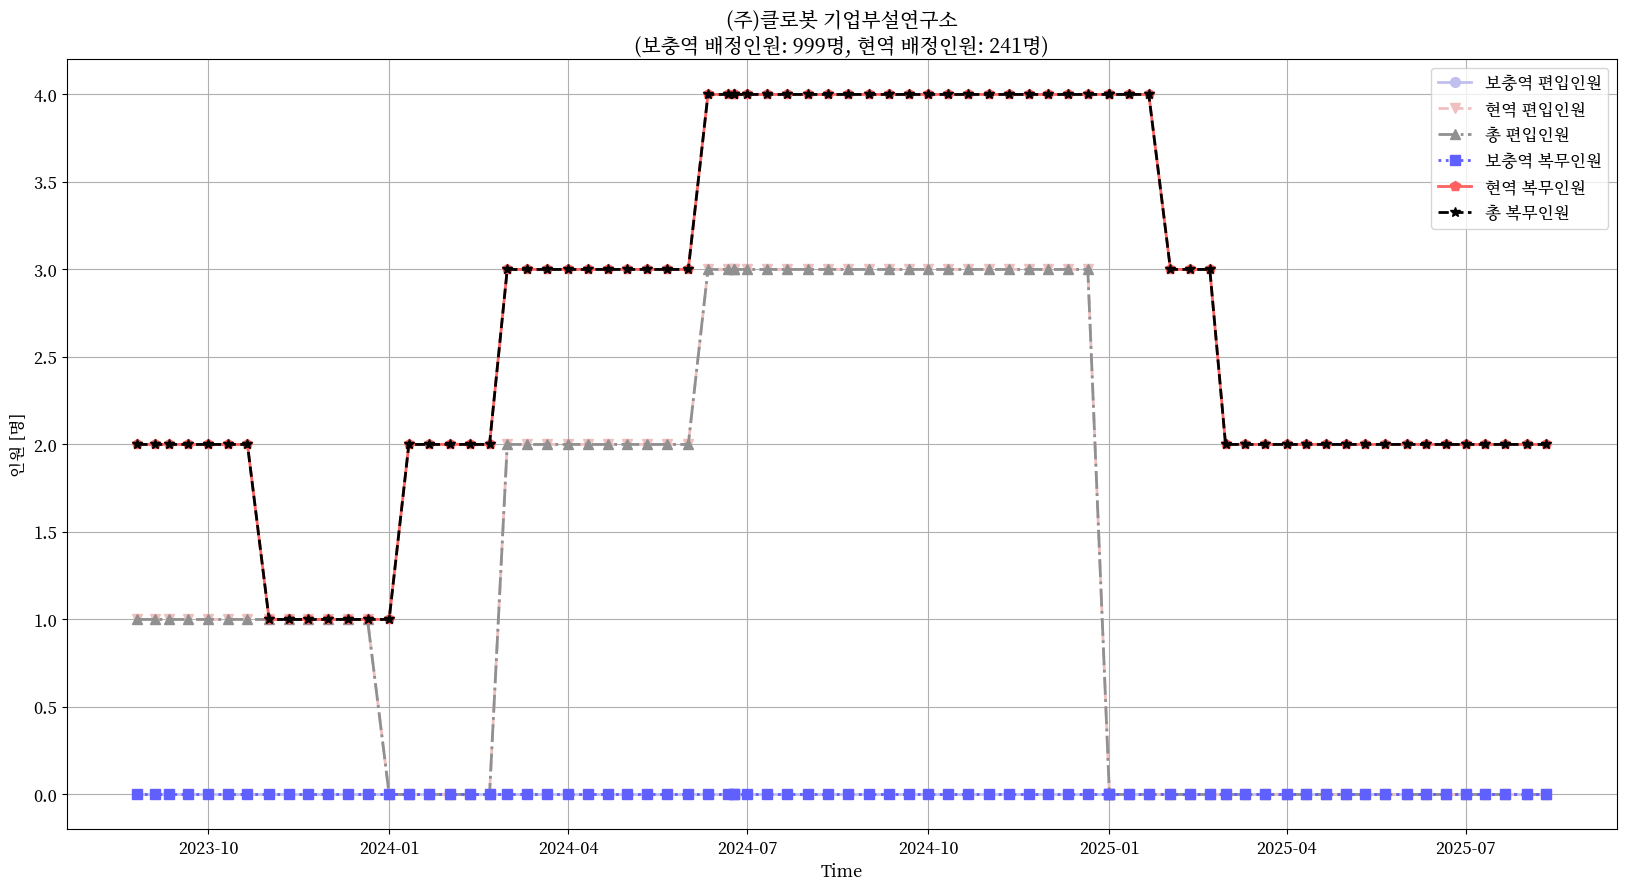 (주)클로봇 기업부설연구소
(보충역 배정인원: 999명, 현역 배정인원: 241명)
보충역 편입인원
현역 편입인원
총 편입인원
보충역 복무인원
현역 복무인원
총 복무인원
인원 [명]
4.0
3.5
3.0
2.5
2.0
1.5
1.0
0.5
0.0
2023-10
2024-01
2024-04
2024-07
2024-10
2025-01
2025-04
2025-07
Time